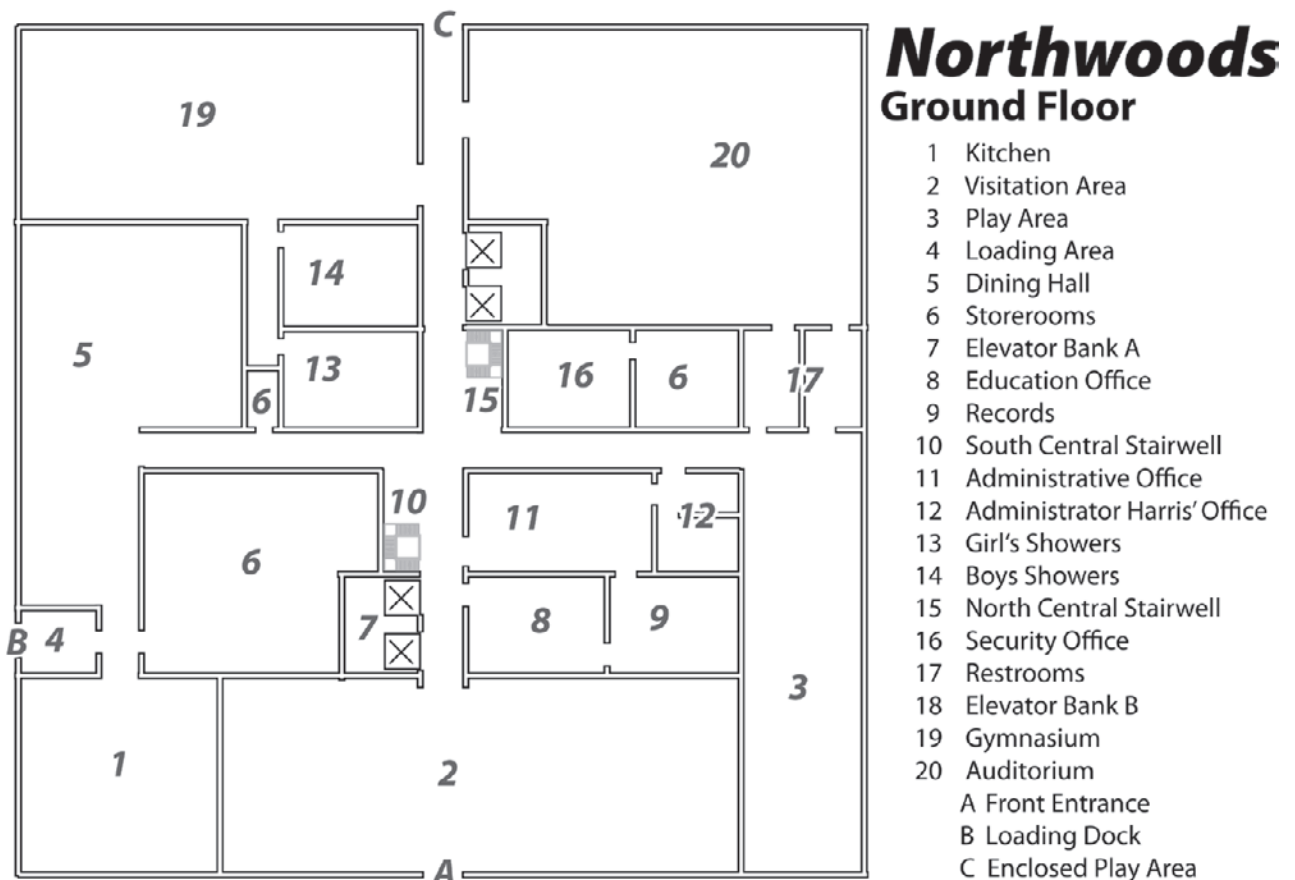 C
Northwoods
Ground Floor
19
20
1 Kitchen
2 Visitation Area
3 Play Area
4 Loading Area
5 Dining Hall
6 Storerooms
7 Elevator Bank A
8 Education Office
9 Records
10 South Central Stairwell
11 Administrative Office
12 Administrator Harris' Office
13 Girl's Showers
14 Boys Showers
15 North Central Stairwell
16 Security Office
17 Restrooms
18 Elevator Bank B
19 Gymnasium
20 Auditorium
A Front Entrance
B Loading Dock
C Enclosed Play Area
14
5
13
6
15
16
6
17
10
11
12
6
7
8
9
B 4
3
1
2
A